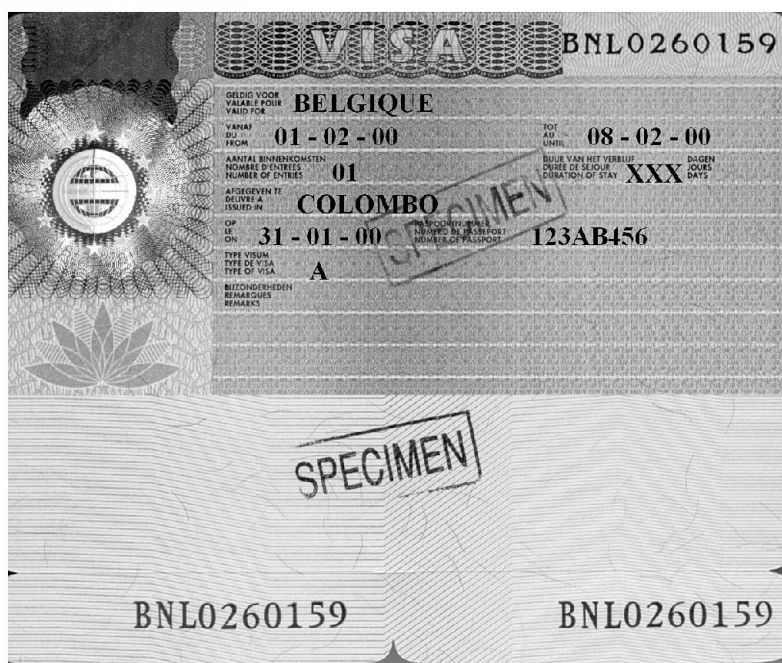 VISA BNL0260159
GELDIG VOOR
VALABLE POUR
VALID FOR
BELGIQUE
VANAF
DU
FROM
01 - 02 - 00
TOT
AU
UNTIL
08 - 02 - 00
AANTAL BINNENKOMSTEN
NOMBRE D'ENTREES
NUMBER OF ENTRIES
01
DUUR VAN HET VERBLIJF
DUREE DE SEJOUR
DURATION OF STAY
XXX
DAGEN
JOURS
DAYS
AFGEGEVEN TE
DELIVRE A
ISSUED IN
COLOMBO
OP
LE
ON
31 - 01 - 00
PASPOORTNUMMER
NUMERO DE PASSEPORT
NUMBER OF PASSPORT
123AB456
SPECIMEN
TYPE VISUM
TYPE DE VISA
TYPE OF VISA
A
BIJZONDERHEDEN
REMARQUES
REMARKS
SPECIMEN
BNL0260159 BNL0260159